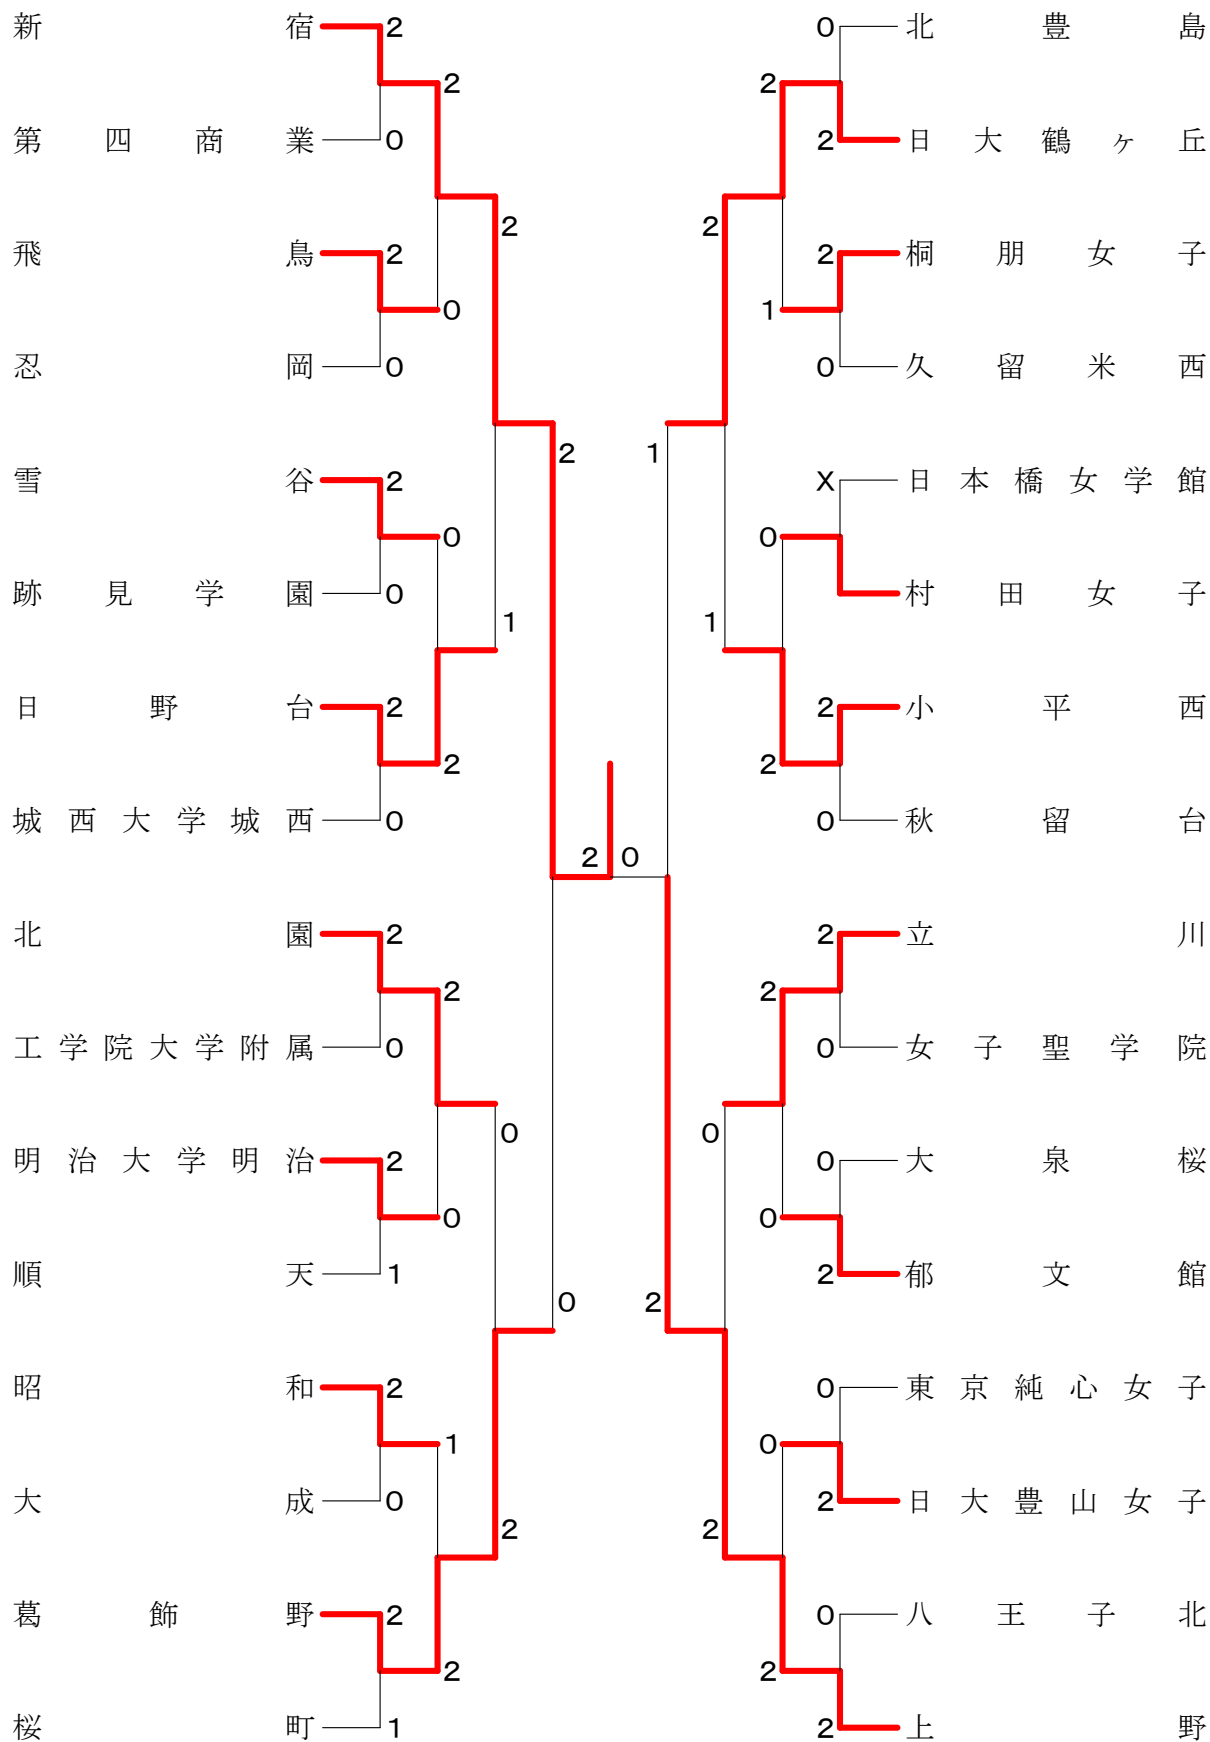 新宿 2 0 北豊島
2 2
第四商業 0 2 日大鶴ヶ丘
2 2
飛鳥 2 2 桐朋女子
0 1
忍岡 0 0 久留米西
2 1
雪谷 2 X 日本橋女学館
0 0
跡見学園 0 村田女子
1 1
日野台 2 2 小平西
2 2
城西大学城西 0 0 秋留台
2 0
北園 2 2 立川
2 2
工学院大学附属 0 0 女子聖学院
0 0
明治大学明治 2 0 大泉桜
0 0
順天 1 2 郁文館
0 2
昭和 2 0 東京純心女子
1 0
大成 0 2 日大豊山女子
2 2
葛飾野 2 0 八王子北
2 2
桜町 1 2 上野